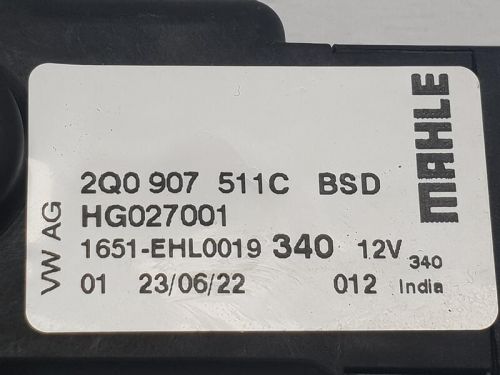 2Q0 907 511C BSD
HG027001
1651-EHL0019 340 12V 340
01 23/06/22 012 India
VW AG
MAHLE